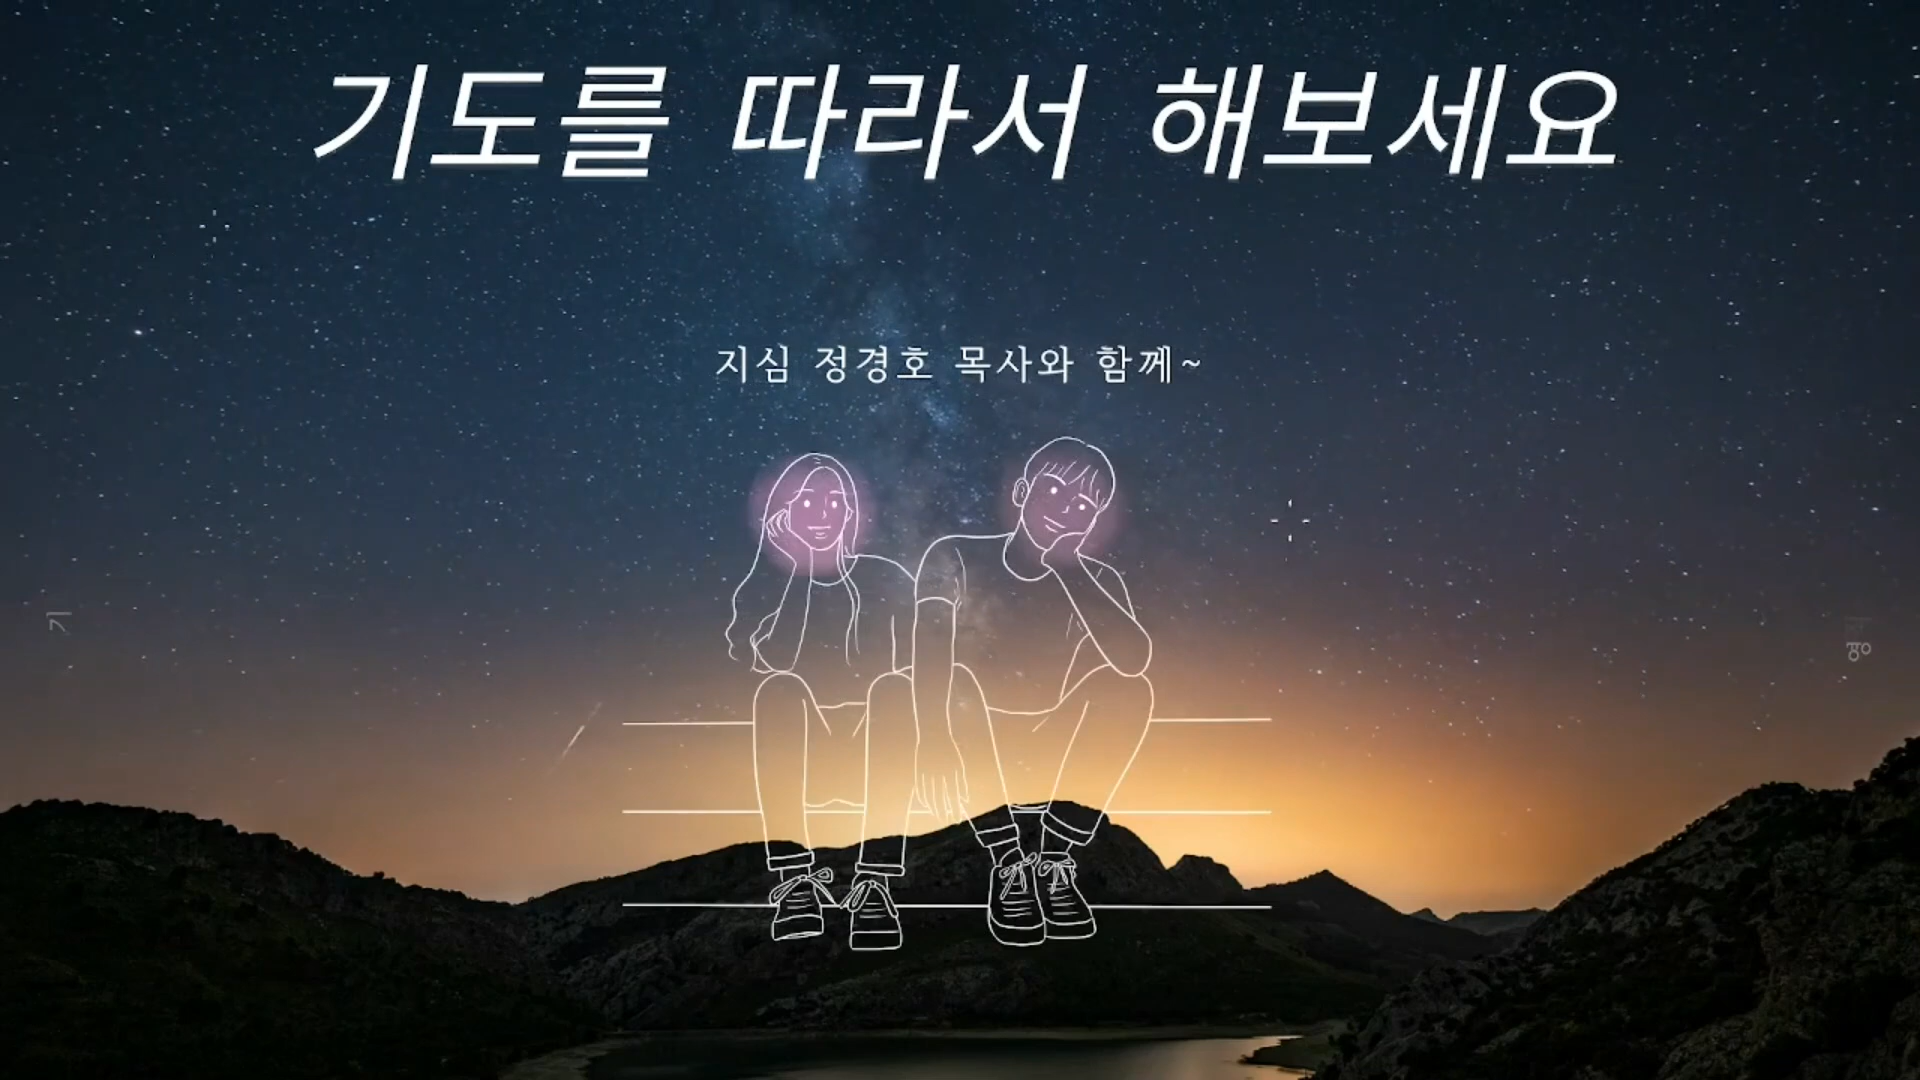 기도를 따라서 해보세요
지심 정경호 목사와 함께~
기